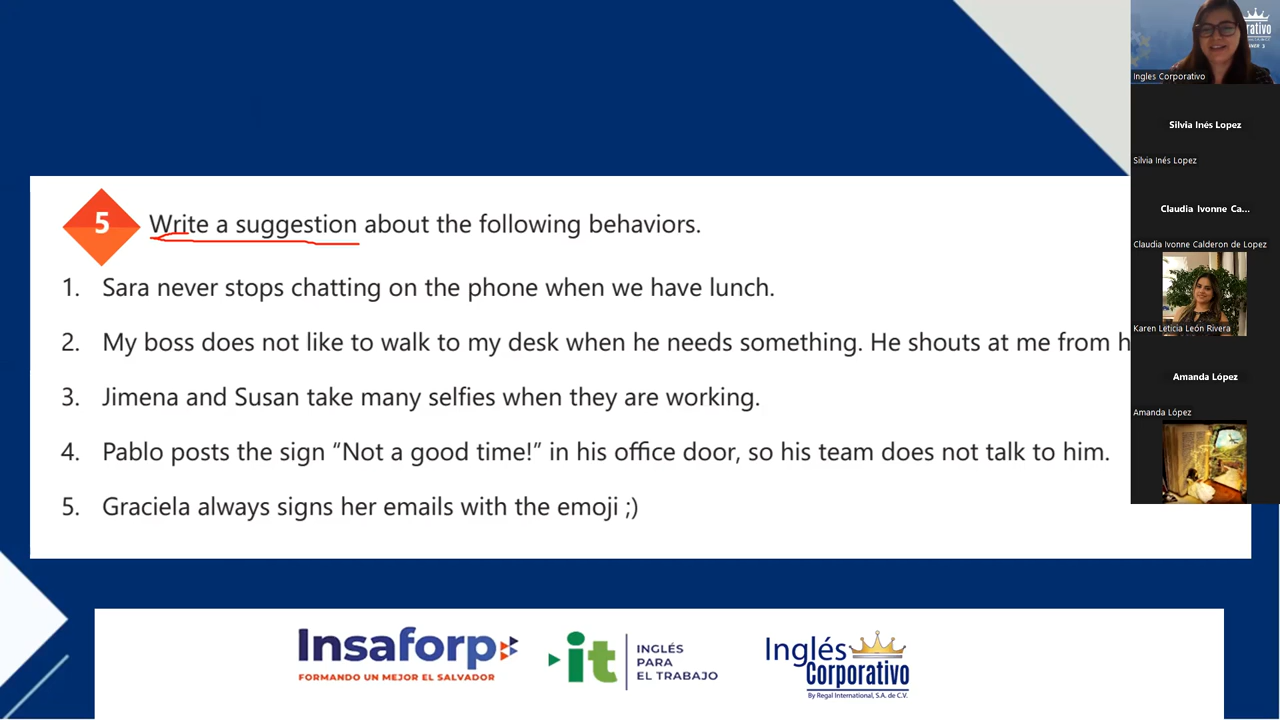 5 Write a suggestion about the following behaviors.
1. Sara never stops chatting on the phone when we have lunch.
2. My boss does not like to walk to my desk when he needs something. He shouts at me from h
3. Jimena and Susan take many selfies when they are working.
4. Pablo posts the sign “Not a good time!” in his office door, so his team does not talk to him.
5. Graciela always signs her emails with the emoji ;)
Insaforp
FORMANDO UN MEJOR EL SALVADOR
it
INGLÉS
PARA
EL TRABAJO
Inglés
Corporativo
By Regal International, S.A. de C.V.
rativo
Ingles Corporativo
Silvia Inés Lopez
Silvia Inés Lopez
Claudia Ivonne Ca...
Claudia Ivonne Calderon de Lopez
Karen Leticia León Rivera
Amanda López
Amanda López